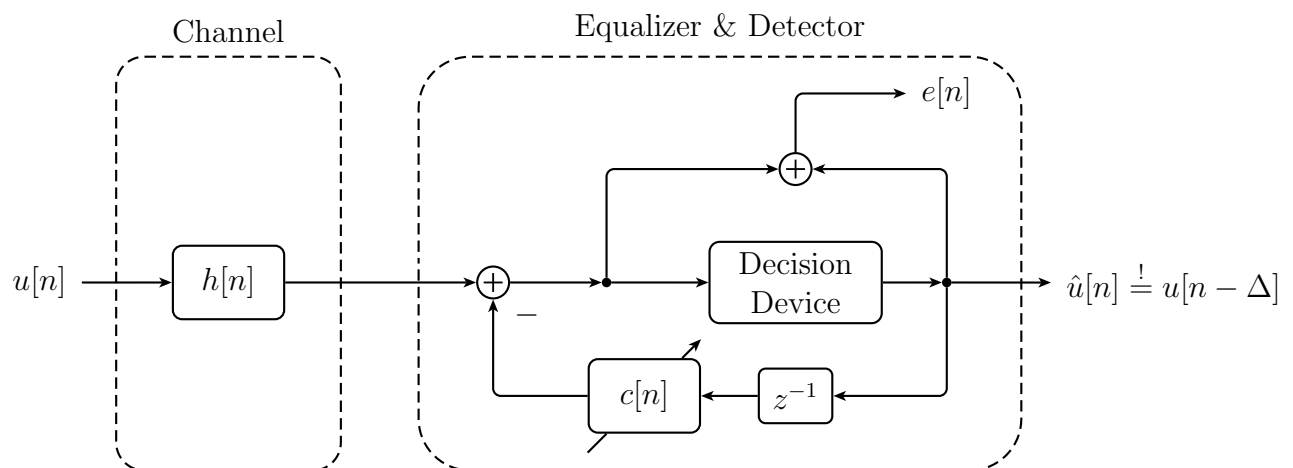 Channel
Equalizer & Detector
e[n]
u[n]
h[n]
+
+
−
Decision
Device
û[n] =! u[n − Δ]
c[n]
z⁻¹